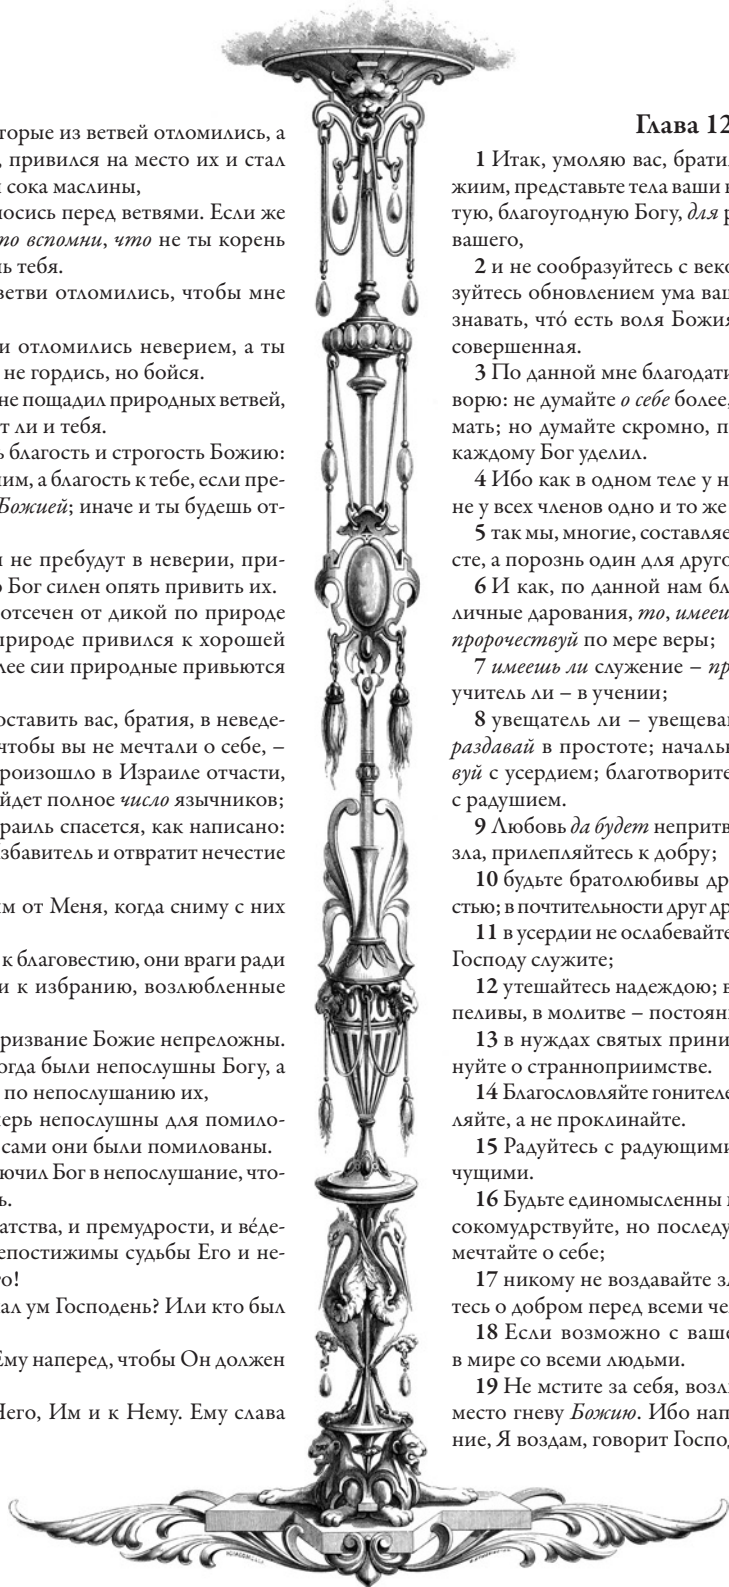 торые из ветвей отломились, а
, привился на место их и стал
сока маслины,
носись перед ветвями. Если же
то вспомни, что не ты корень
ь тебя.
ветви отломились, чтобы мне
и отломились неверием, а ты
не гордись, но бойся.
не пощадил природных ветвей,
т ли и тебя.
ь благость и строгость Божию:
им, а благость к тебе, если пре-
Божией; иначе и ты будешь от-
и не пребудут в неверии, при-
о Бог силен опять привить их.
отсечен от дикой по природе
природе привился к хорошей
лее сии природные привьются
оставить вас, братия, в неведе-
чтобы вы не мечтали о себе, –
роизошло в Израиле отчасти,
йдет полное число язычников;
раиль спасется, как написано:
збавитель и отвратит нечестие
м от Меня, когда сниму с них
к благовестию, они враги ради
и к избранию, возлюбленные
ризвание Божие непреложны.
огда были непослушны Богу, а
по непослушанию их,
ерь непослушны для помило-
сами они были помилованы.
ючил Бог в непослушание, что-
ь.
атства, и премудрости, и ве́де-
епостижимы судьбы Его и не-
го!
ал ум Господень? Или кто был
Ему наперед, чтобы Он должен
Него, Им и к Нему. Ему слава
Глава 12
1 Итак, умоляю вас, брати
жиим, представьте тела ваши
тую, благоугодную Богу, для р
вашего,
2 и не сообразуйтесь с веко
зуйтесь обновлением ума ваш
знавать, что́ есть воля Божия
совершенная.
3 По данной мне благодати
ворю: не думайте о себе более,
мать; но думайте скромно, п
каждому Бог уделил.
4 Ибо как в одном теле у н
не у всех членов одно и то же
5 так мы, многие, составляе
сте, а порознь один для друго
6 И как, по данной нам бл
личные дарования, то, имееш
пророчествуй по мере веры;
7 имеешь ли служение – пр
учитель ли – в учении;
8 увещатель ли – увещева
раздавай в простоте; началь
вуй с усердием; благотворите
с радушием.
9 Любовь да будет непритв
зла, прилепляйтесь к добру;
10 будьте братолюбивы др
стью; в почтительности друг др
11 в усердии не ослабевайте
Господу служите;
12 утешайтесь надеждою; в
пеливы, в молитве – постоян
13 в нуждах святых прини
нуйте о странноприимстве.
14 Благословляйте гонителе
ляйте, а не проклинайте.
15 Радуйтесь с радующими
чущими.
16 Будьте единомысленны
сокомудрствуйте, но последу
мечтайте о себе;
17 никому не воздавайте з
тесь о добром перед всеми че
18 Если возможно с ваше
в мире со всеми людьми.
19 Не мстите за себя, возл
место гневу Божию. Ибо нап
ние, Я воздам, говорит Господ